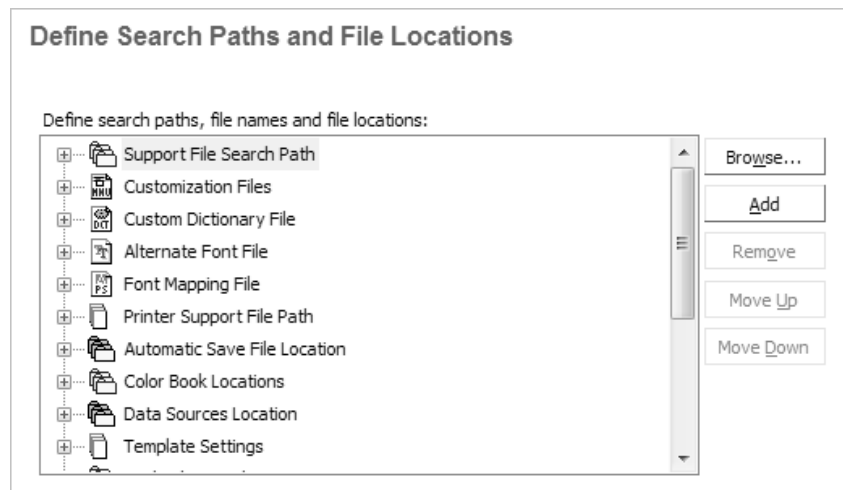 Define Search Paths and File Locations
Define search paths, file names and file locations:
Support File Search Path
Customization Files
Custom Dictionary File
Alternate Font File
Font Mapping File
Printer Support File Path
Automatic Save File Location
Color Book Locations
Data Sources Location
Template Settings
Browse...
Add
Remove
Move Up
Move Down